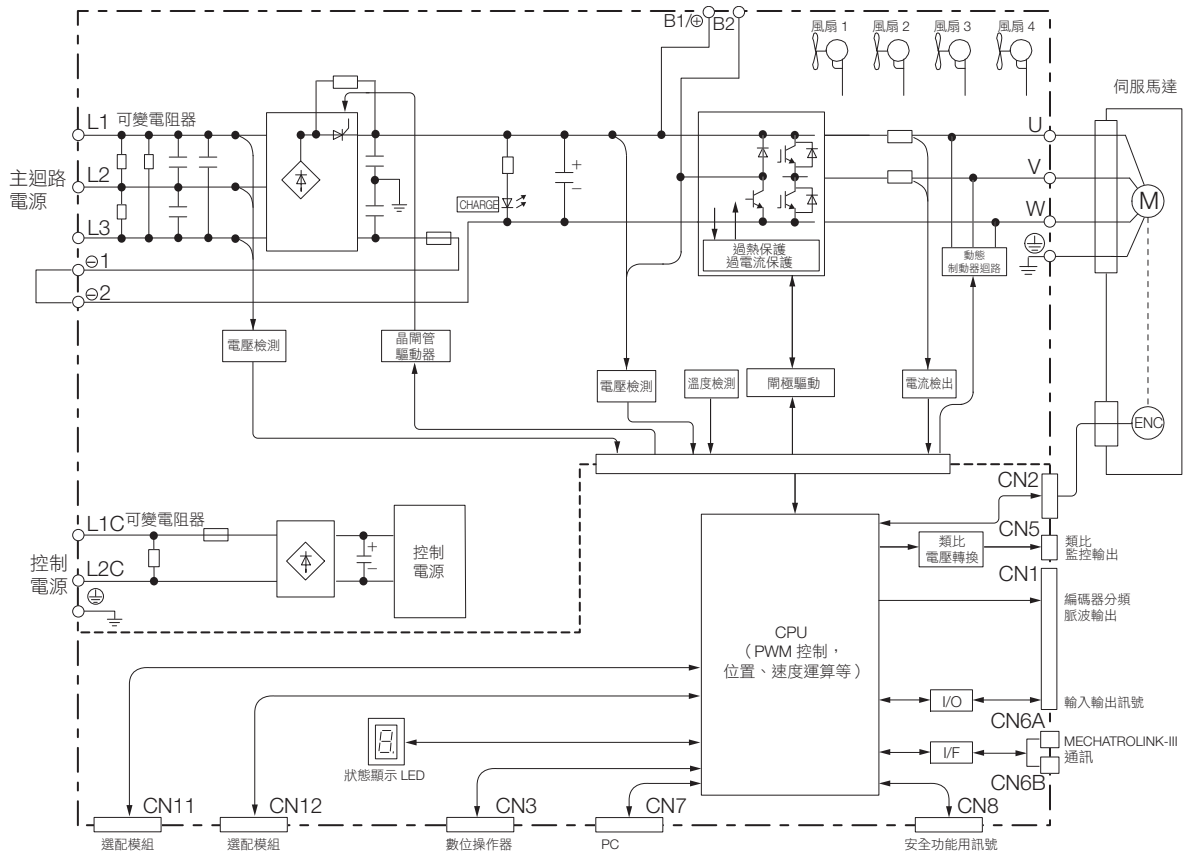 B1/⊕
B2
風扇 1
風扇 2
風扇 3
風扇 4
伺服馬達
L1
可變電阻器
L2
主迴路
電源
L3
⊖1
⊖2
+
−
CHARGE
過熱保護
過電流保護
U
V
W
M
動態
制動器迴路
電壓檢測
晶閘管
驅動器
電壓檢測
溫度檢測
閘極驅動
電流檢出
ENC
L1C
可變電阻器
控制
電源
L2C
+
−
控制
電源
CN2
類比
電壓轉換
CN5
類比
監控輸出
CN1
編碼器分頻
脈波輸出
CPU
（PWM 控制，
位置、速度運算等）
I/O
輸入輸出訊號
CN6A
I/F
MECHATROLINK-III
通訊
CN6B
8.
狀態顯示 LED
CN11
CN12
CN3
CN7
CN8
選配模組
選配模組
數位操作器
PC
安全功能用訊號